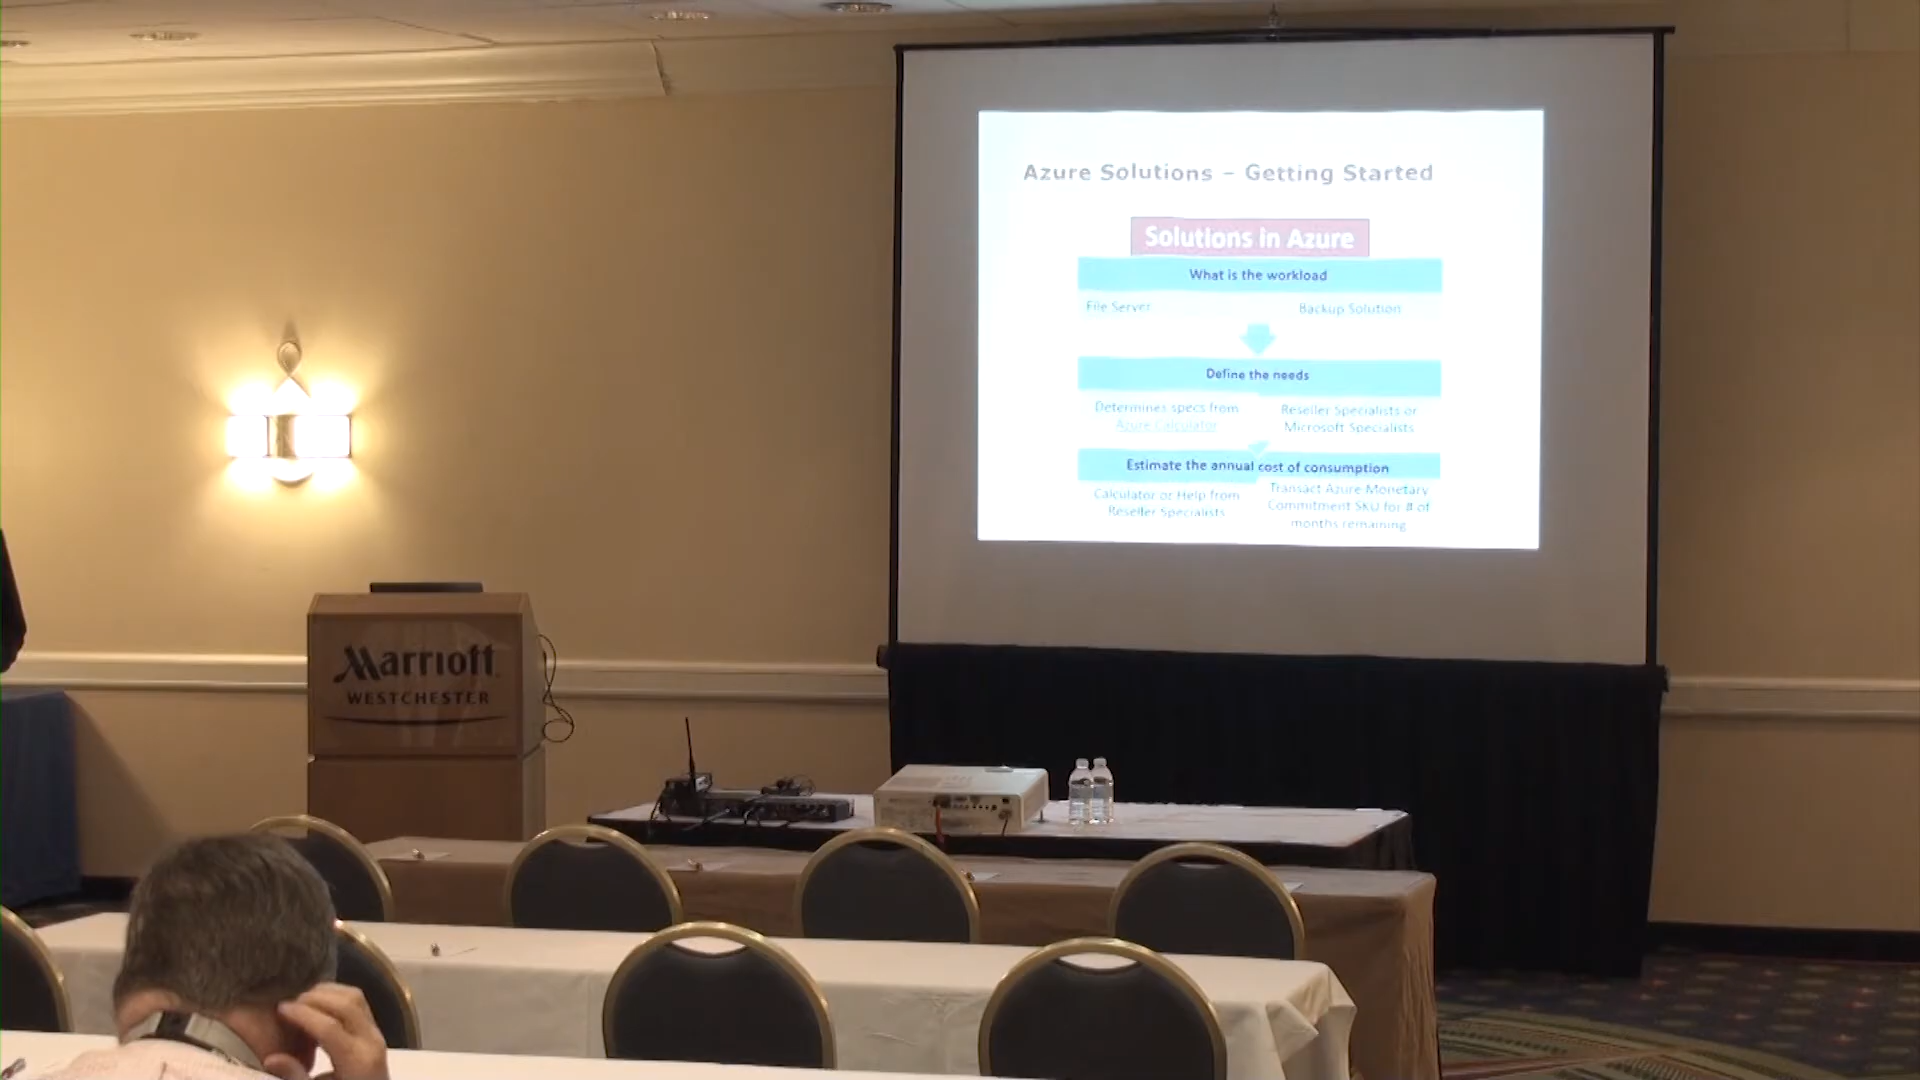 Azure Solutions – Getting Started
Solutions in Azure
What is the workload
File Server
Backup Solution
Define the needs
Determines specs from
Azure Calculator
Reseller Specialists or
Microsoft Specialists
Estimate the annual cost of consumption
Calculator or Help from
Reseller Specialists
Transact Azure Monetary
Commitment SKU for # of
months remaining
Marriott
WESTCHESTER